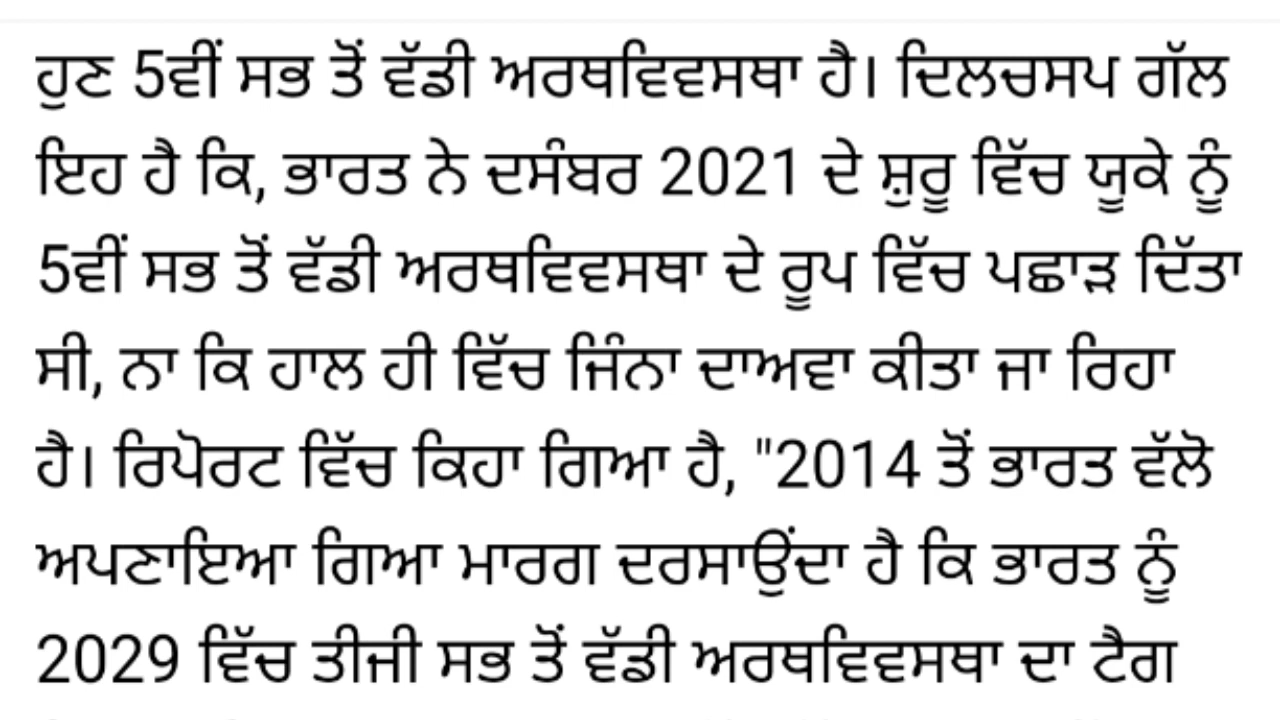 ਹੁਣ 5ਵੀਂ ਸਭ ਤੋਂ ਵੱਡੀ ਅਰਥਵਿਵਸਥਾ ਹੈ। ਦਿਲਚਸਪ ਗੱਲ
ਇਹ ਹੈ ਕਿ, ਭਾਰਤ ਨੇ ਦਸੰਬਰ 2021 ਦੇ ਸ਼ੁਰੂ ਵਿੱਚ ਯੂਕੇ ਨੂੰ
5ਵੀਂ ਸਭ ਤੋਂ ਵੱਡੀ ਅਰਥਵਿਵਸਥਾ ਦੇ ਰੂਪ ਵਿੱਚ ਪਛਾੜ ਦਿੱਤਾ
ਸੀ, ਨਾ ਕਿ ਹਾਲ ਹੀ ਵਿੱਚ ਜਿੰਨਾ ਦਾਅਵਾ ਕੀਤਾ ਜਾ ਰਿਹਾ
ਹੈ। ਰਿਪੋਰਟ ਵਿੱਚ ਕਿਹਾ ਗਿਆ ਹੈ, "2014 ਤੋਂ ਭਾਰਤ ਵੱਲੋ
ਅਪਣਾਇਆ ਗਿਆ ਮਾਰਗ ਦਰਸਾਉਂਦਾ ਹੈ ਕਿ ਭਾਰਤ ਨੂੰ
2029 ਵਿੱਚ ਤੀਜੀ ਸਭ ਤੋਂ ਵੱਡੀ ਅਰਥਵਿਵਸਥਾ ਦਾ ਟੈਗ